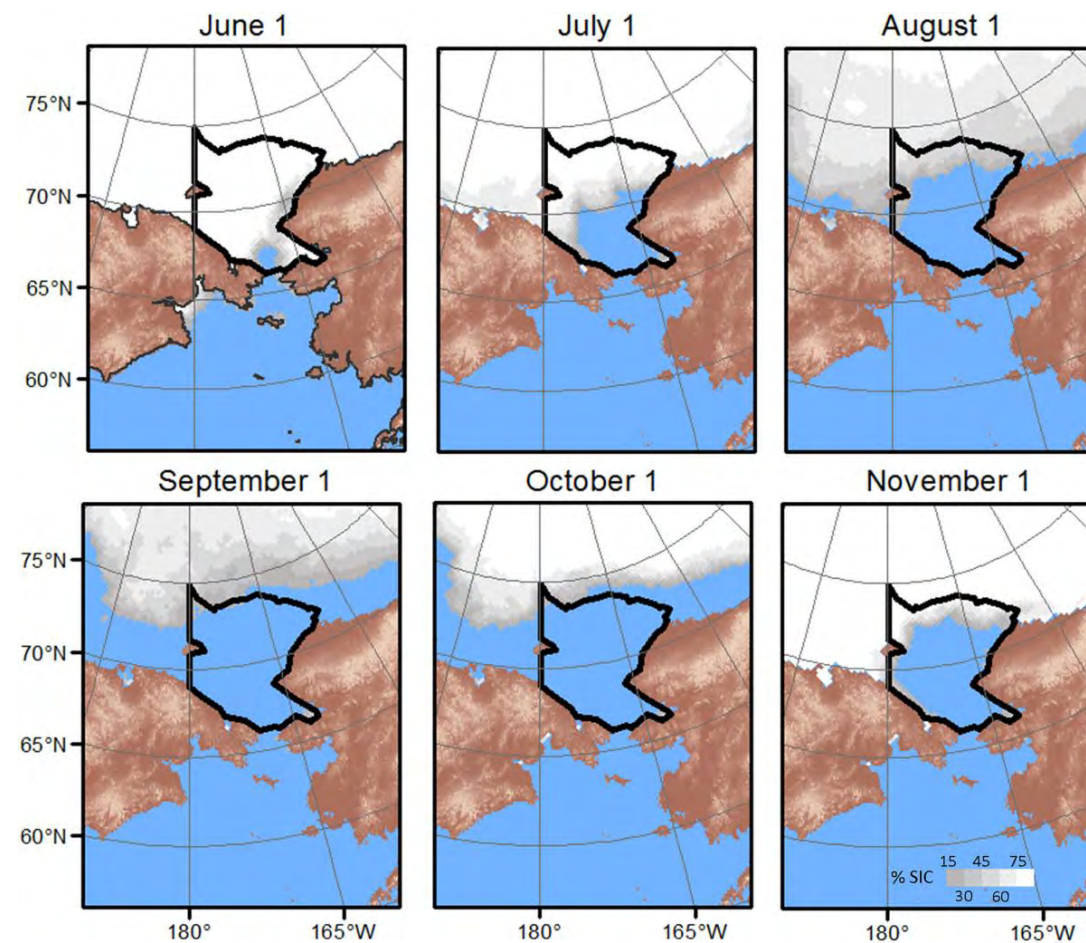 June 1
July 1
August 1
75°N
70°N
65°N
60°N
September 1
October 1
November 1
75°N
70°N
65°N
60°N
15 45 75
% SIC
30 60
180° 165°W
180° 165°W
180° 165°W